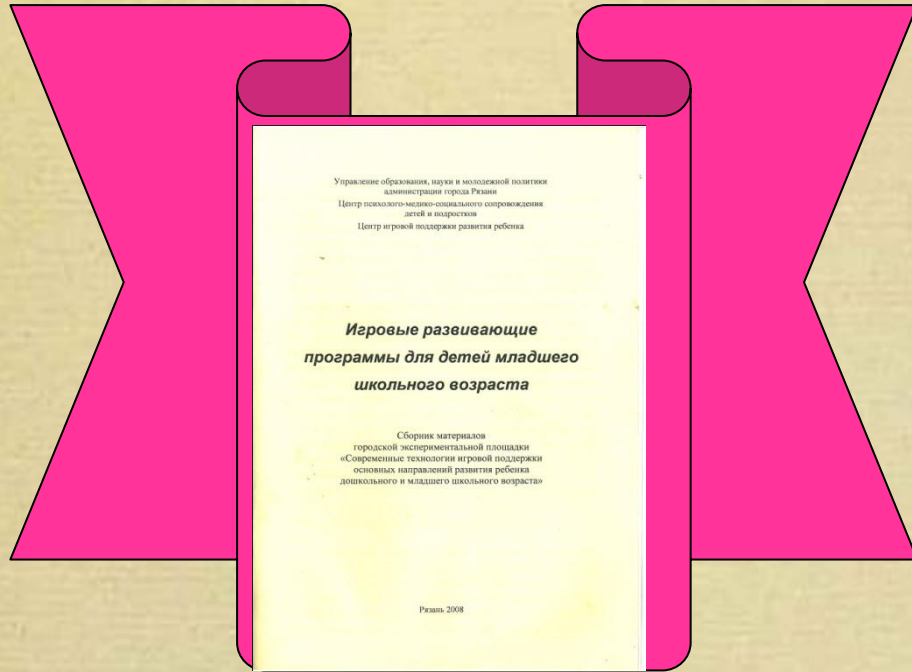 Управление образования, науки и молодежной политики
администрации города Рязани
Центр психолого-медико-социального сопровождения
детей и подростков
Центр игровой поддержки развития ребенка
Игровые развивающие
программы для детей младшего
школьного возраста
Сборник материалов
городской экспериментальной площадки
«Современные технологии игровой поддержки
основных направлений развития ребенка
дошкольного и младшего школьного возраста»
Рязань 2008